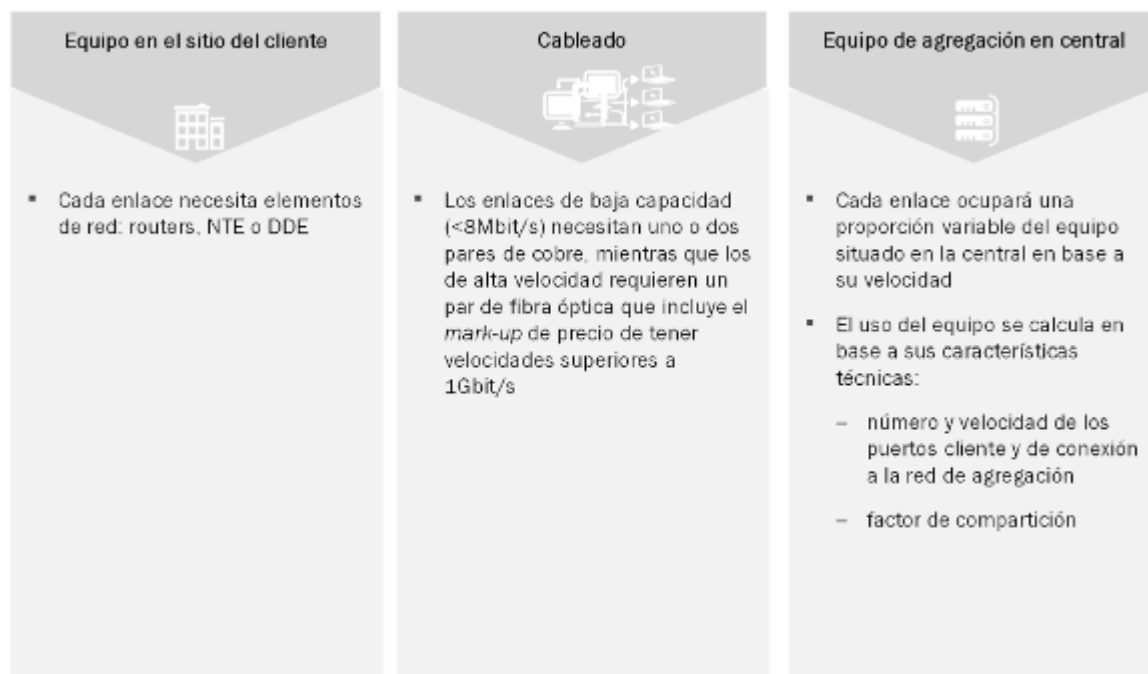 Equipo en el sitio del cliente
▪ Cada enlace necesita elementos
de red: routers, NTE o DDE
Cableado
▪ Los enlaces de baja capacidad
(<8Mbit/s) necesitan uno o dos
pares de cobre, mientras que los
de alta velocidad requieren un
par de fibra óptica que incluye el
mark-up de precio de tener
velocidades superiores a
1Gbit/s
Equipo de agregación en central
▪ Cada enlace ocupará una
proporción variable del equipo
situado en la central en base a
su velocidad
▪ El uso del equipo se calcula en
base a sus características
técnicas:
– número y velocidad de los
puertos cliente y de conexión
a la red de agregación
– factor de compartición